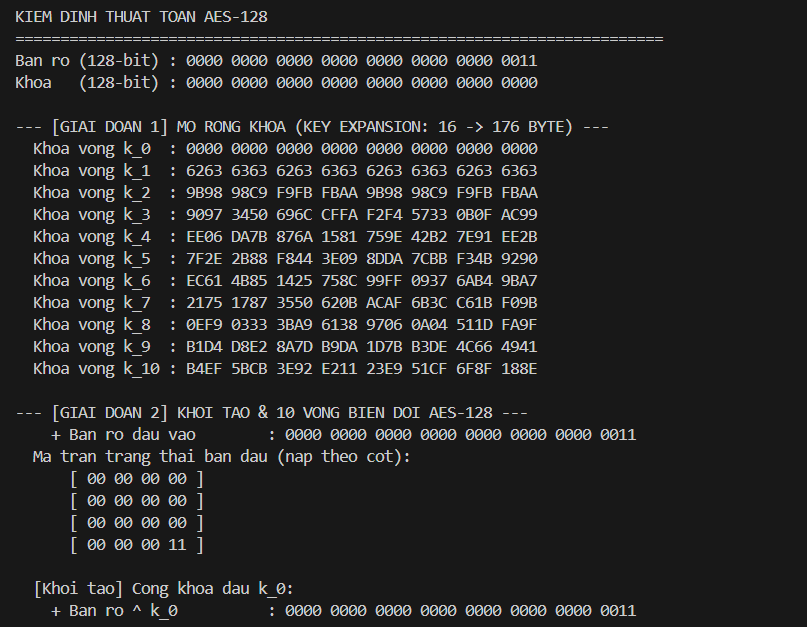 KIEM DINH THUAT TOAN AES-128
========================================================================
Ban ro (128-bit) : 0000 0000 0000 0000 0000 0000 0000 0011
Khoa   (128-bit) : 0000 0000 0000 0000 0000 0000 0000 0000
--- [GIAI DOAN 1] MO RONG KHOA (KEY EXPANSION: 16 -> 176 BYTE) ---
Khoa vong k_0  : 0000 0000 0000 0000 0000 0000 0000 0000
Khoa vong k_1  : 6263 6363 6263 6363 6263 6363 6263 6363
Khoa vong k_2  : 9B98 98C9 F9FB FBAA 9B98 98C9 F9FB FBAA
Khoa vong k_3  : 9097 3450 696C CFFA F2F4 5733 0B0F AC99
Khoa vong k_4  : EE06 DA7B 876A 1581 759E 42B2 7E91 EE2B
Khoa vong k_5  : 7F2E 2B88 F844 3E09 8DDA 7CBB F34B 9290
Khoa vong k_6  : EC61 4B85 1425 758C 99FF 0937 6AB4 9BA7
Khoa vong k_7  : 2175 1787 3550 620B ACAF 6B3C C61B F09B
Khoa vong k_8  : 0EF9 0333 3BA9 6138 9706 0A04 511D FA9F
Khoa vong k_9  : B1D4 D8E2 8A7D B9DA 1D7B B3DE 4C66 4941
Khoa vong k_10 : B4EF 5BCB 3E92 E211 23E9 51CF 6F8F 188E
--- [GIAI DOAN 2] KHOI TAO & 10 VONG BIEN DOI AES-128 ---
+ Ban ro dau vao        : 0000 0000 0000 0000 0000 0000 0000 0011
Ma tran trang thai ban dau (nap theo cot):
[ 00 00 00 00 ]
[ 00 00 00 00 ]
[ 00 00 00 00 ]
[ 00 00 00 11 ]
[Khoi tao] Cong khoa dau k_0:
+ Ban ro ^ k_0          : 0000 0000 0000 0000 0000 0000 0000 0011